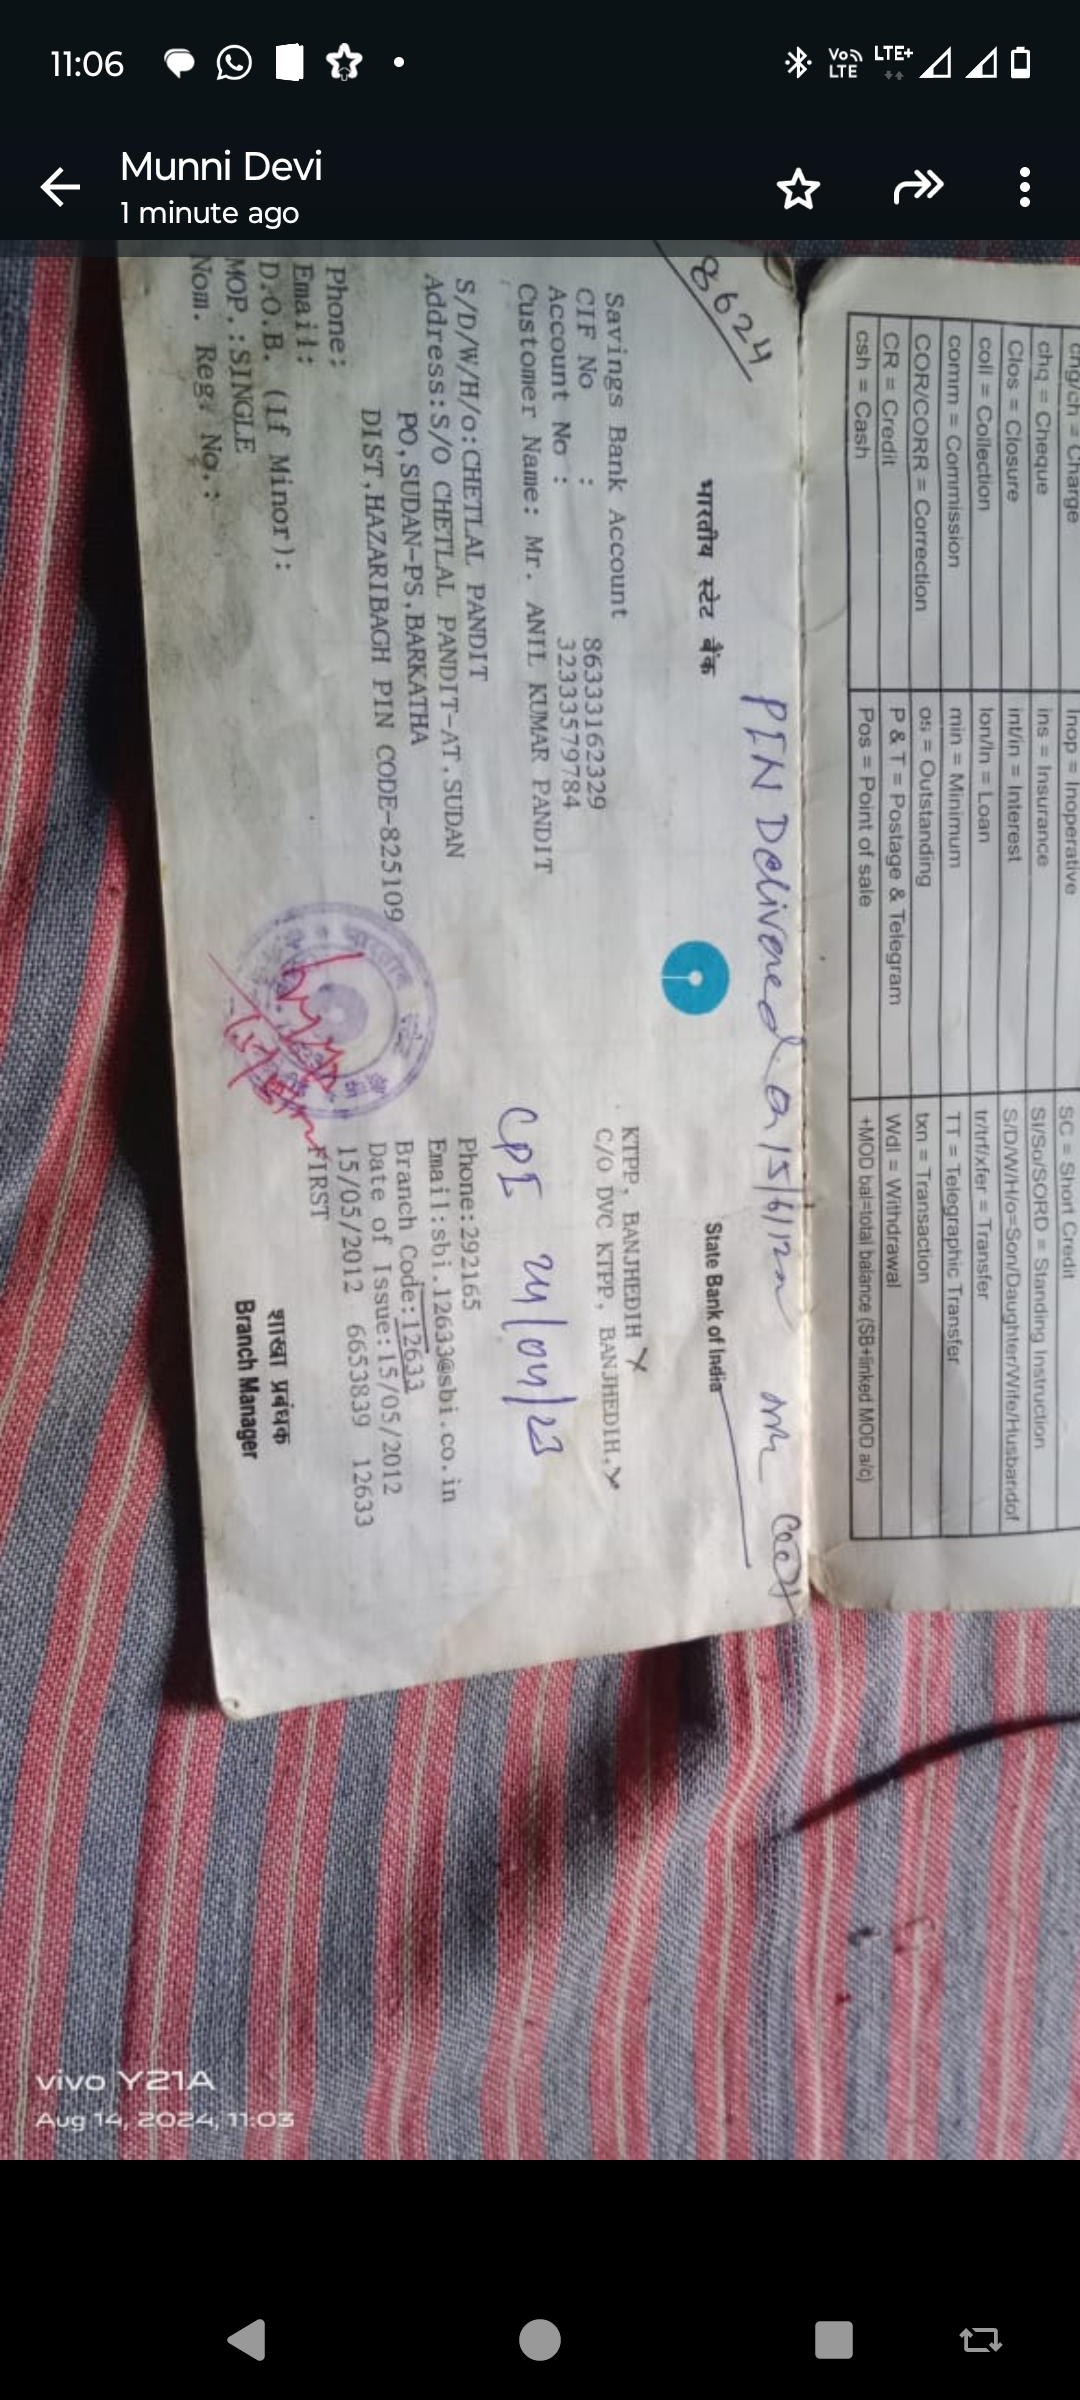 11:06
Vo LTE
LTE+
Munni Devi
1 minute ago
chg/ch = Charge
Inop = Inoperative
SC = Short Credit
chq = Cheque
ins = Insurance
SI/So/SORD = Standing Instruction
Clos = Closure
int/in = Interest
S/D/W/H/o=Son/Daughter/Wife/Husbandof
coll = Collection
lon/ln = Loan
tr/trf/xfer = Transfer
comm = Commission
min = Minimum
TT = Telegraphic Transfer
COR/CORR = Correction
os = Outstanding
txn = Transaction
CR = Credit
P & T = Postage & Telegram
Wdl = Withdrawal
csh = Cash
Pos = Point of sale
+MOD bal=total balance (SB+linked MOD a/c)
PIN Delivered
15/6/12
8624
भारतीय स्टेट बैंक
State Bank of India
Savings Bank Account
KTPP, BANJHEDIH
CIF No : 86333162329
C/O DVC KTPP, BANJHEDIH.
Account No : 32333579784
Customer Name: Mr. ANIL KUMAR PANDIT
CPI 24/04/23
S/D/W/H/o:CHETLAL PANDIT
Phone:292165
Address:S/O CHETLAL PANDIT-AT.SUDAN
Email:sbi.12633@sbi.co.in
PO,SUDAN-PS,BARKATHA
Branch Code:12633
DIST,HAZARIBAGH PIN CODE-825109
Date of Issue:15/05/2012
Phone:
15/05/2012 6653839 12633
Email:
FIRST
D.O.B. (If Minor):
MOP.:SINGLE
Nom. Reg. No.:
शाखा प्रबंधक
Branch Manager
vivo Y21A
Aug 14, 2024, 11:03